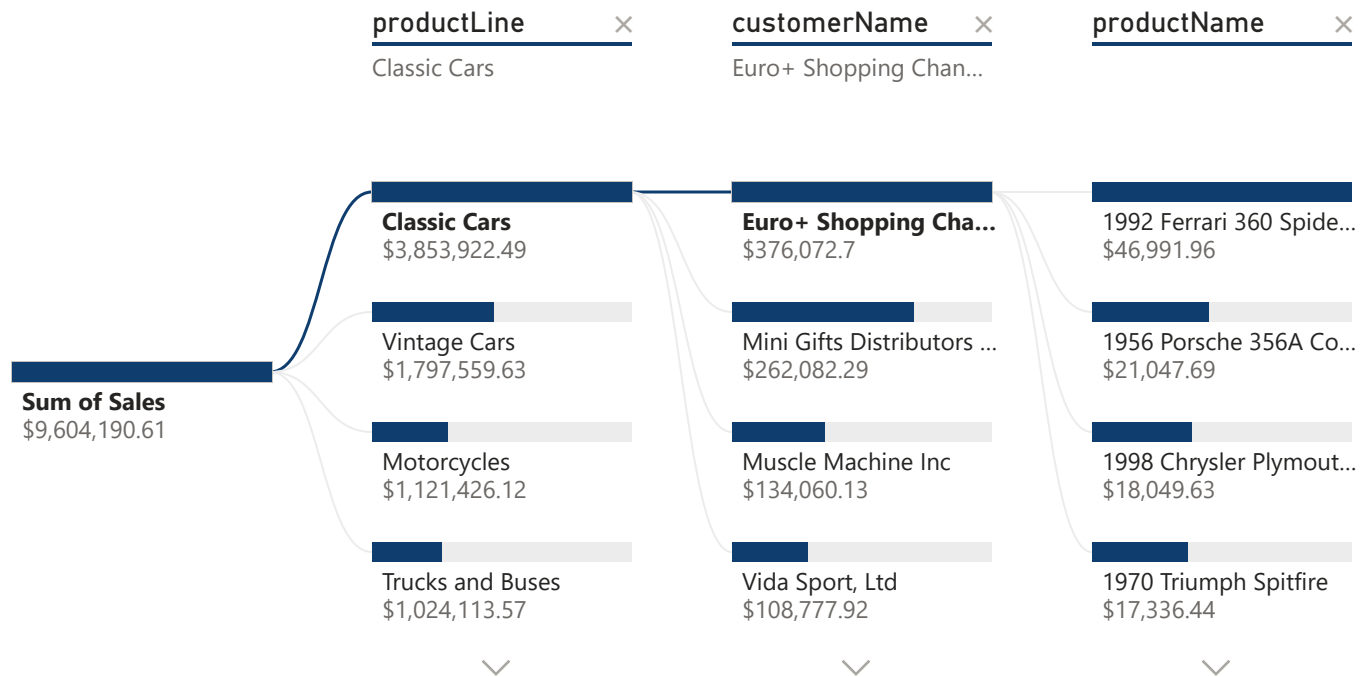 productLine
Classic Cars
customerName
Euro+ Shopping Chan...
productName
Sum of Sales
$9,604,190.61
Classic Cars
$3,853,922.49
Vintage Cars
$1,797,559.63
Motorcycles
$1,121,426.12
Trucks and Buses
$1,024,113.57
Euro+ Shopping Cha...
$376,072.7
Mini Gifts Distributors ...
$262,082.29
Muscle Machine Inc
$134,060.13
Vida Sport, Ltd
$108,777.92
1992 Ferrari 360 Spide...
$46,991.96
1956 Porsche 356A Co...
$21,047.69
1998 Chrysler Plymout...
$18,049.63
1970 Triumph Spitfire
$17,336.44